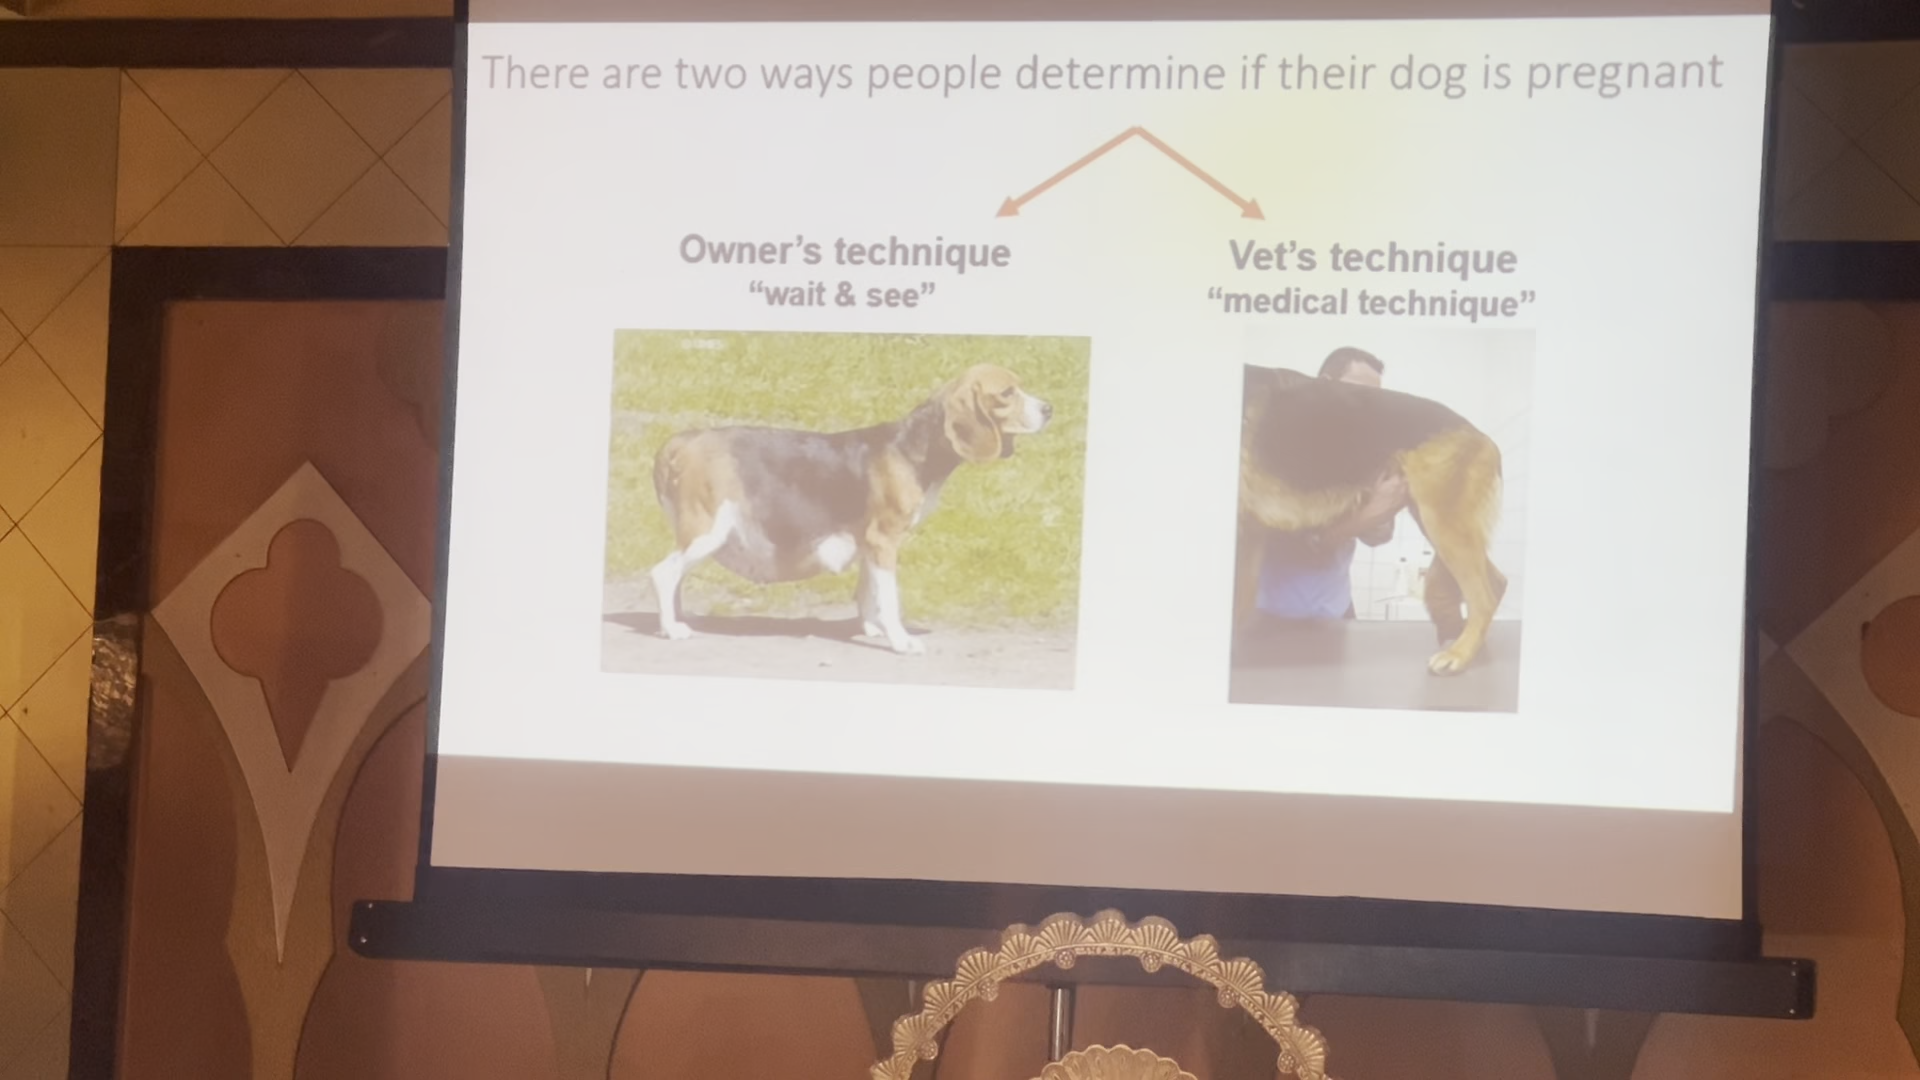 There are two ways people determine if their dog is pregnant
Owner's technique
“wait & see”
Vet's technique
“medical technique”